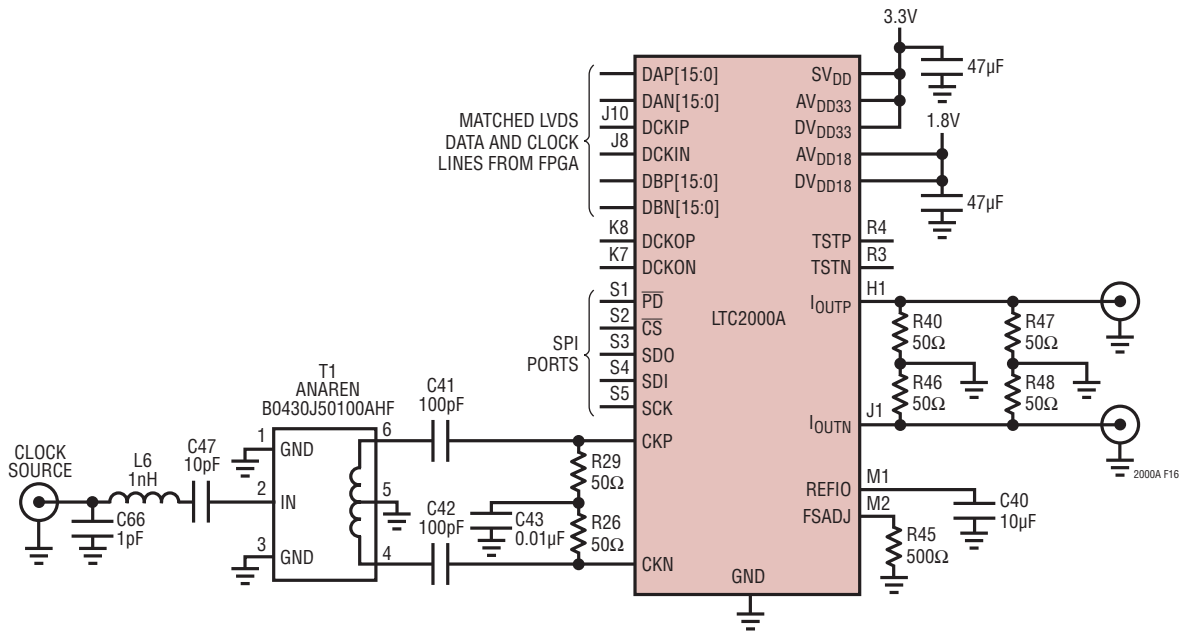 3.3V
47µF
1.8V
47µF
MATCHED LVDS
DATA AND CLOCK
LINES FROM FPGA
DAP[15:0]
DAN[15:0]
J10
DCKIP
J8
DCKIN
DBP[15:0]
DBN[15:0]
K8
DCKOP
K7
DCKON
SPI
PORTS
S1
PD
S2
CS
S3
SDO
S4
SDI
S5
SCK
CKP
CKN
LTC2000A
GND
SVDD
AVDD33
DVDD33
AVDD18
DVDD18
TSTP
R4
TSTN
R3
IOUTP
H1
IOUTN
J1
REFIO
M1
FSADJ
M2
R40
50Ω
R46
50Ω
R47
50Ω
R48
50Ω
2000A F16
C40
10µF
R45
500Ω
CLOCK
SOURCE
C66
1pF
L6
1nH
C47
10pF
T1
ANAREN
B0430J50100AHF
1
GND
2
IN
3
GND
6
5
4
C41
100pF
C42
100pF
C43
0.01µF
R29
50Ω
R26
50Ω